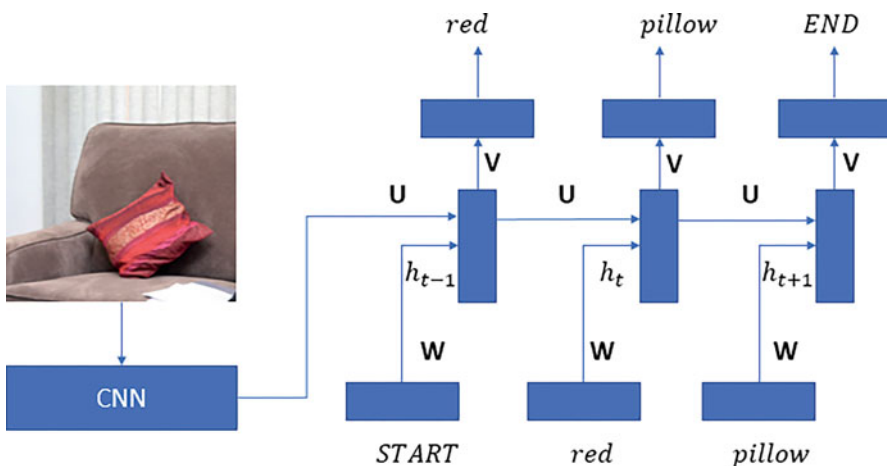 red pillow END
V V V
U U U
h_{t-1} h_t h_{t+1}
W W W
CNN
START red pillow